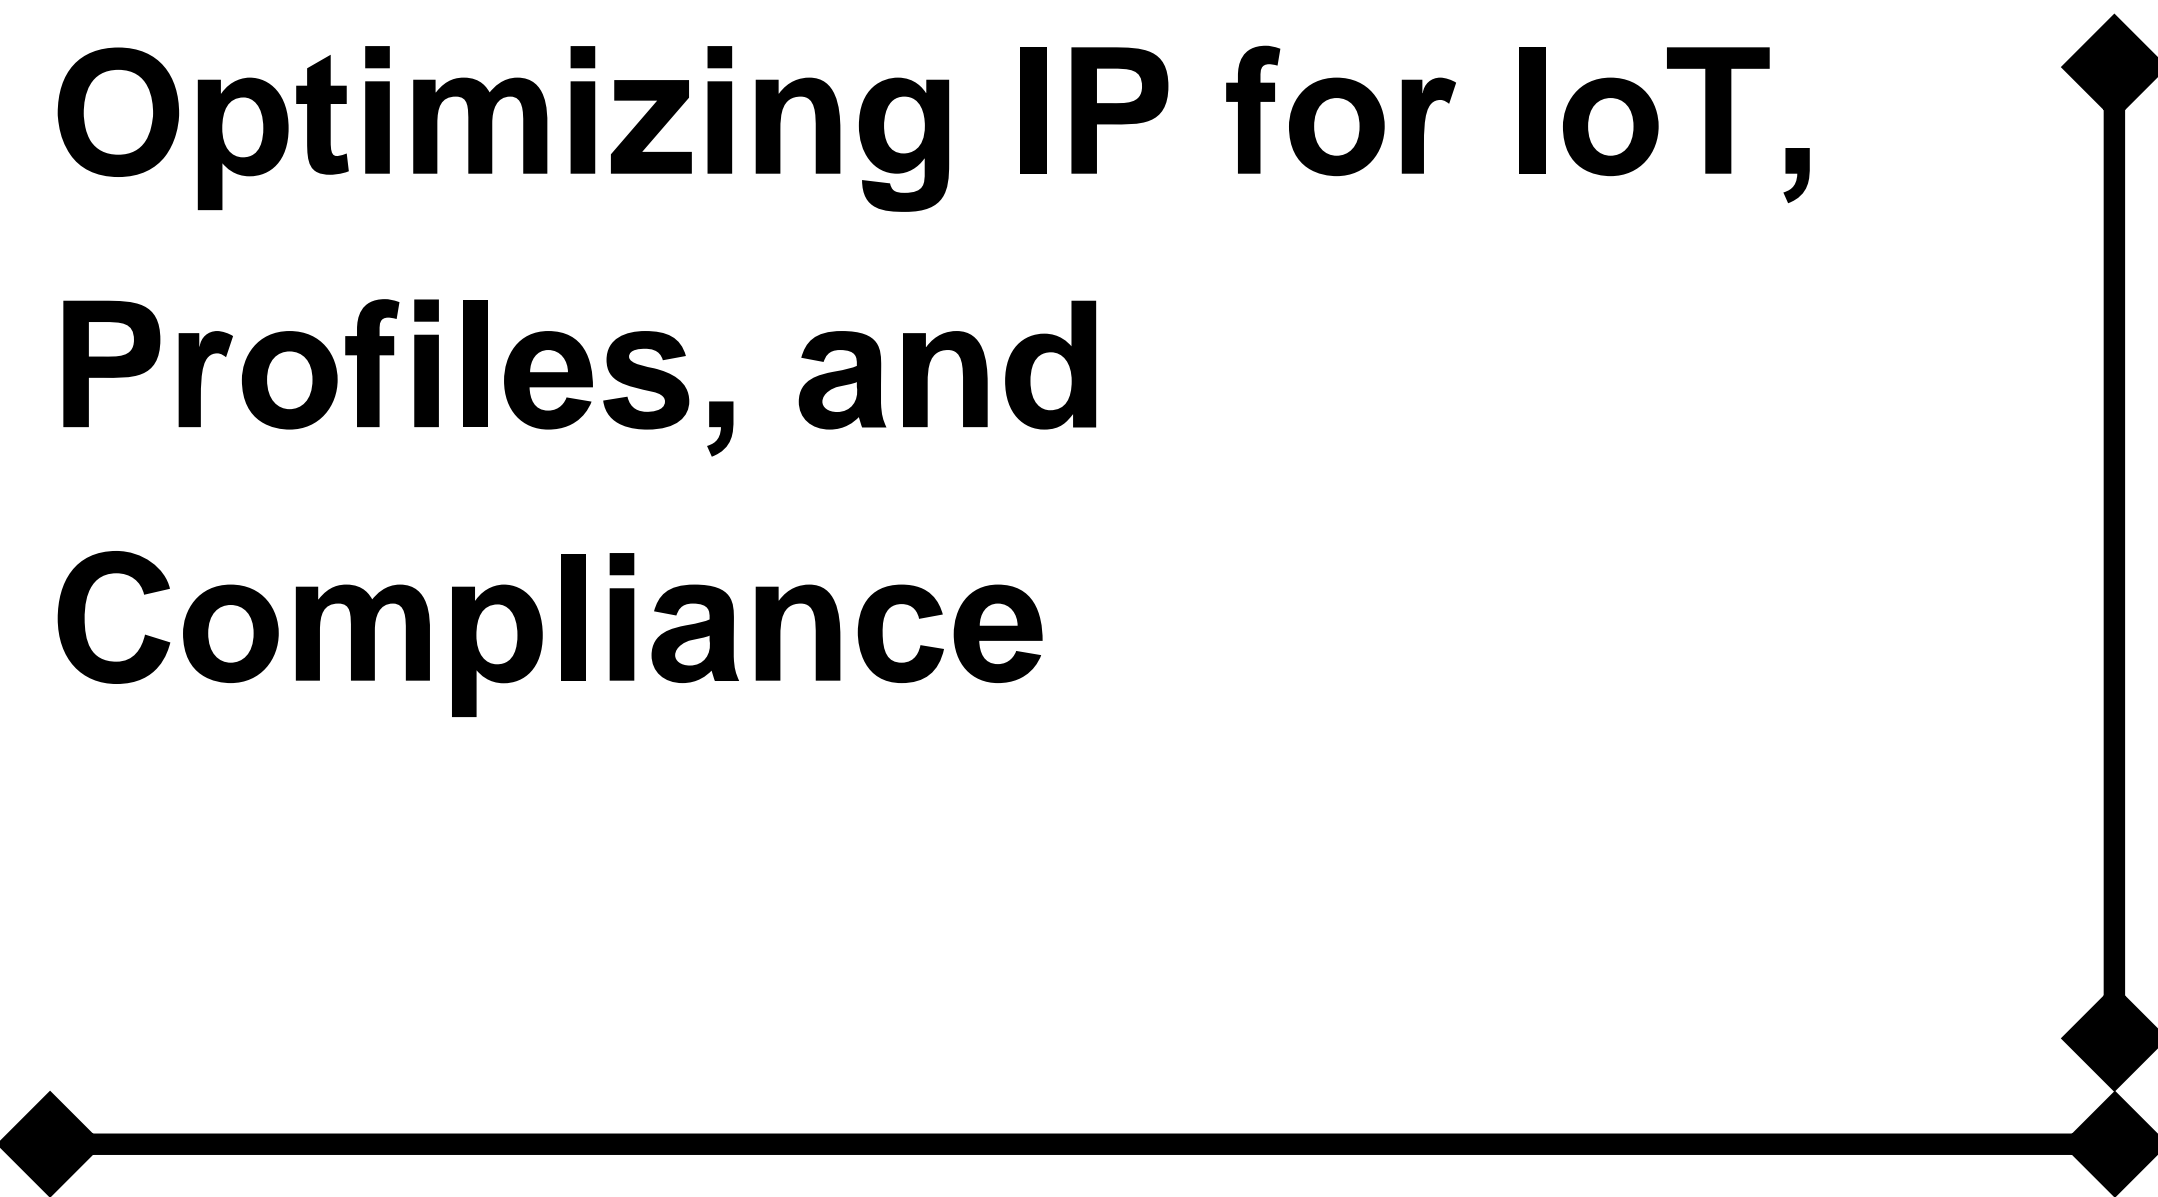 Optimizing IP for IoT,
Profiles, and
Compliance